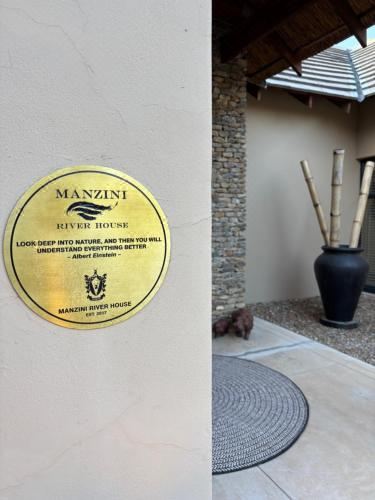 MANZINI
RIVER HOUSE
LOOK DEEP INTO NATURE, AND THEN YOU WILL
UNDERSTAND EVERYTHING BETTER
- Albert Einstein -
MANZINI RIVER HOUSE
EST. 2017